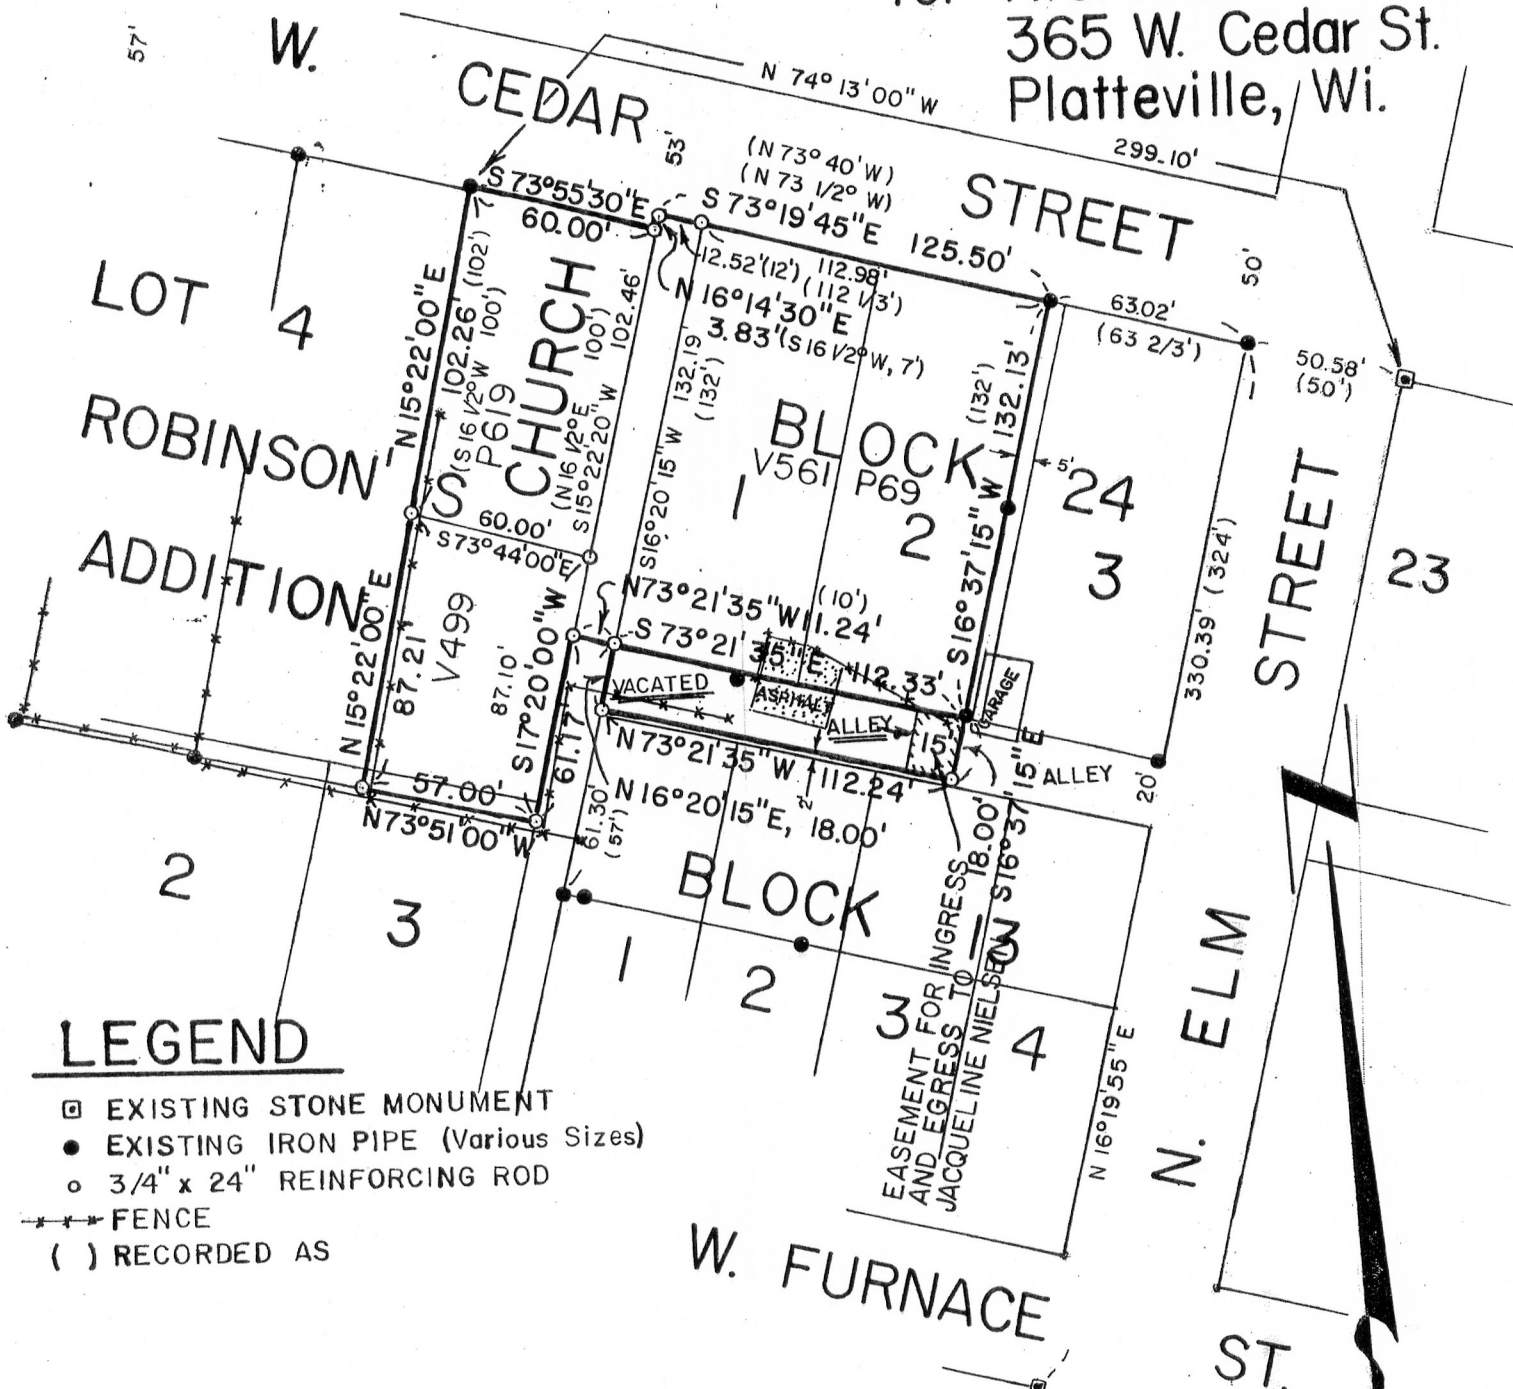 365 W. Cedar St.
Platteville, Wi.
57'
W. CEDAR STREET
53'
N 74° 13' 00" W
299.10'
(N 73° 40' W)
(N 73 1/2° W)
S 73° 55' 30" E
60.00'
S 73° 19' 45" E 125.50'
12.52' (12')
112.98'
(112 1/3')
N 16° 14' 30" E
3.83' (S 16 1/2° W, 7')
63.02'
(63 2/3')
50'
50.58'
(50')
LOT 4
ROBINSON'S
ADDITION
N 15° 22' 00" E
102.26' (102')
(S 16 1/2° W 100')
P619
CHURCH
(N 16 1/2° E 100')
S 15° 22' 20" W 102.46'
S 16° 20' 15" W 132.19
(132')
BLOCK 24
V561 P69
1
2
3
(132')
S 16° 37' 15" W 132.13'
5'
330.39' (324')
23
60.00'
S 73° 44' 00" E
N 15° 22' 00" E
87.21'
V499
87.10'
S 17° 20' 00" W
61.17'
N 73° 21' 35" W 11.24'
(10')
S 73° 21' 35" E 112.33'
VACATED
ASPHALT
ALLEY
15'
GARAGE
N 73° 21' 35" W 112.24'
2'
N 16° 20' 15" E, 18.00'
18.00'
S 16° 37' 15" E
ALLEY
20'
57.00'
N 73° 51' 00" W
61.30'
(57')
2
3
BLOCK
1
2
3
4
EASEMENT FOR INGRESS
AND EGRESS TO
JACQUELINE NIELSEN
N 16° 19' 55" E
N. ELM STREET
W. FURNACE ST.
LEGEND
EXISTING STONE MONUMENT
EXISTING IRON PIPE (Various Sizes)
3/4" x 24" REINFORCING ROD
FENCE
( ) RECORDED AS